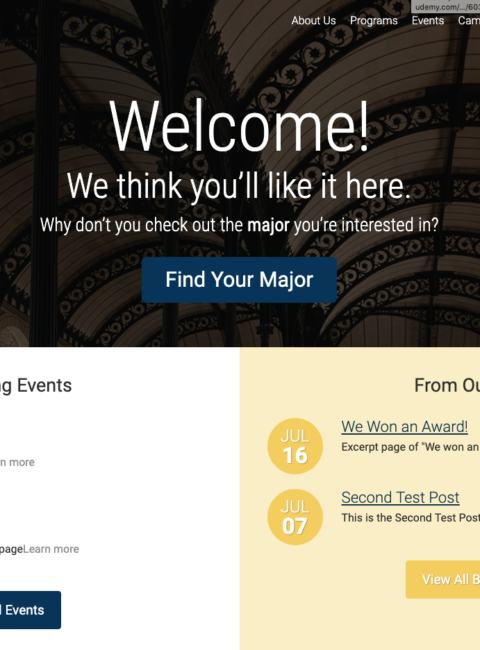 udemy.com/.../603
About Us Programs Events Cam
Welcome!
We think you'll like it here.
Why don't you check out the major you're interested in?
Find Your Major
g Events
n more
pageLearn more
Events
From Ou
JUL
16
We Won an Award!
Excerpt page of "We won an
JUL
07
Second Test Post
This is the Second Test Post
View All B